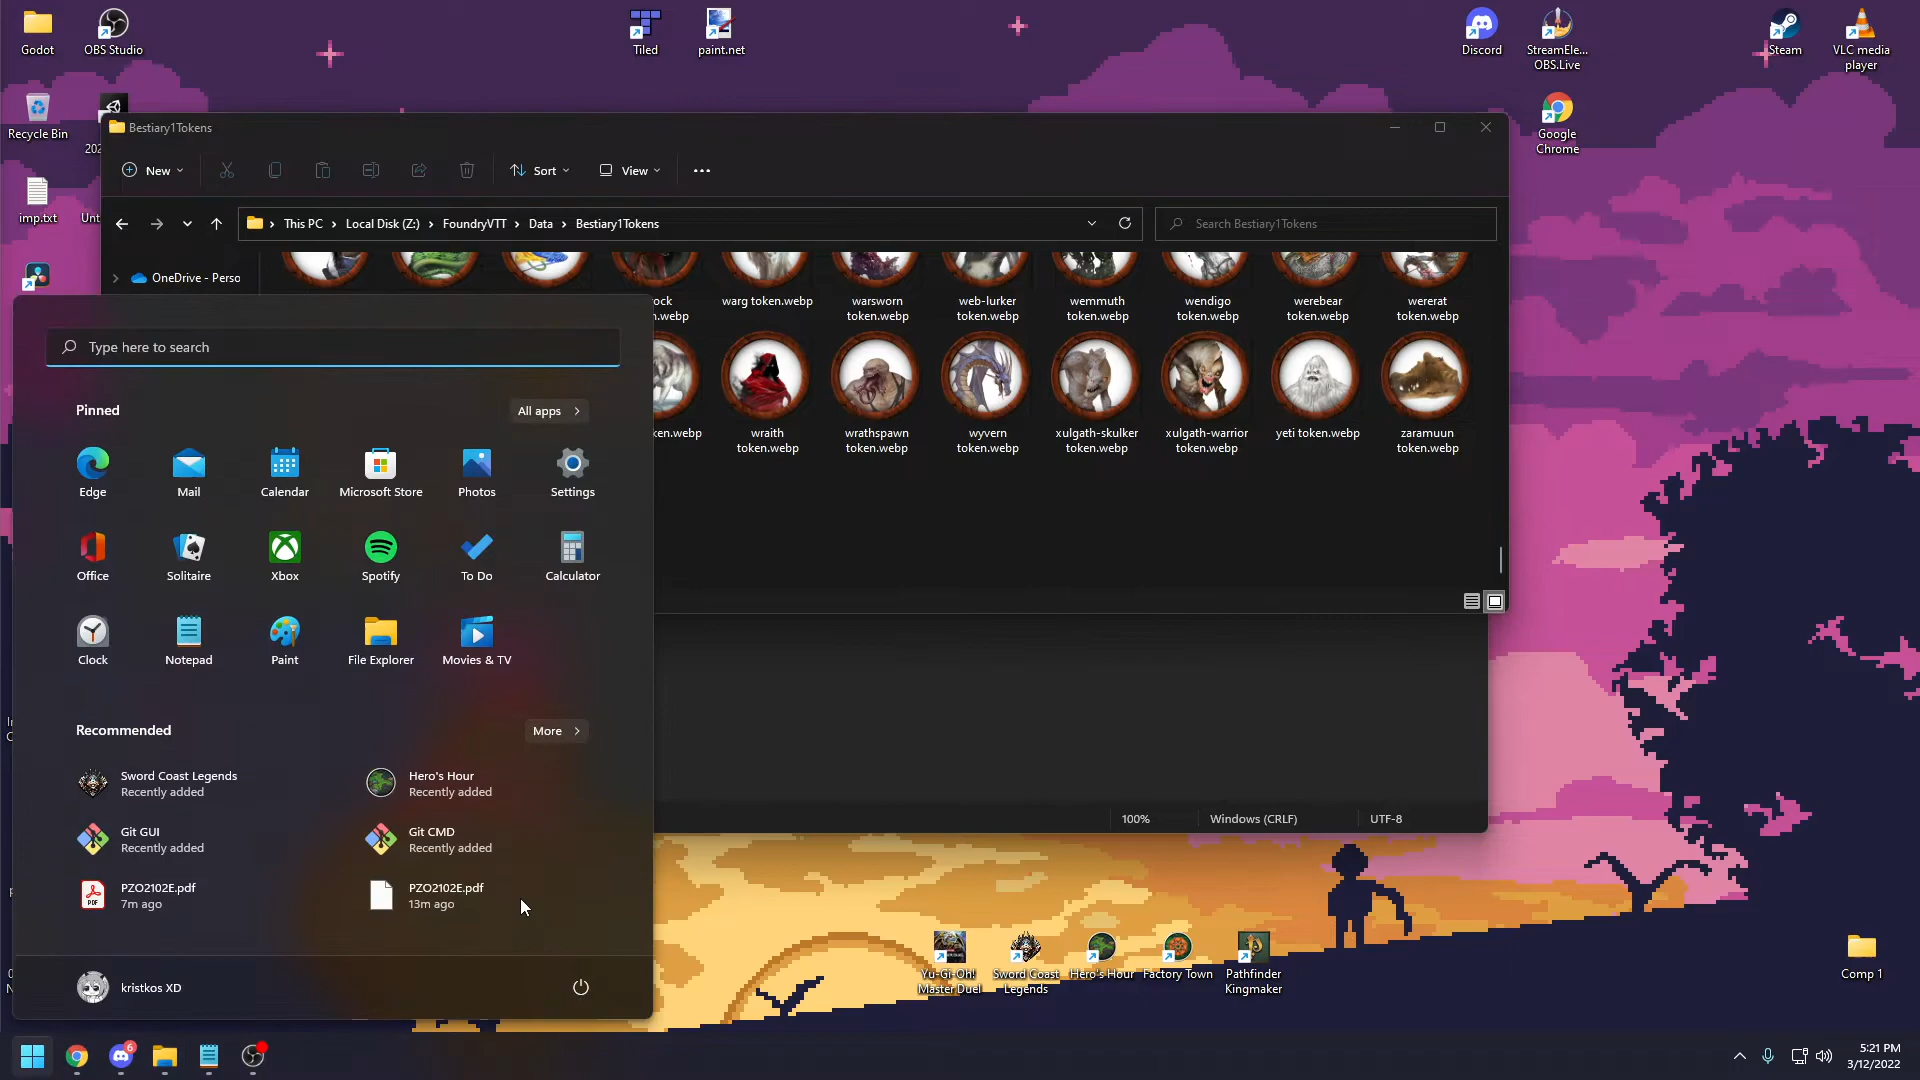 Godot
OBS Studio
Tiled
paint.net
Discord
StreamEle...
OBS.Live
Steam
VLC media
player
Recycle Bin
202
Google
Chrome
imp.txt
Unt
Bestiary1Tokens
New
Sort
View
This PC
Local Disk (Z:)
FoundryVTT
Data
Bestiary1Tokens
Search Bestiary1Tokens
OneDrive - Perso
rock
n.webp
warg token.webp
warsworn
token.webp
web-lurker
token.webp
wemmuth
token.webp
wendigo
token.webp
werebear
token.webp
wererat
token.webp
ken.webp
wraith
token.webp
wrathspawn
token.webp
wyvern
token.webp
xulgath-skulker
token.webp
xulgath-warrior
token.webp
yeti token.webp
zaramuun
token.webp
Type here to search
Pinned
All apps
Edge
Mail
Calendar
Microsoft Store
Photos
Settings
Office
Solitaire
Xbox
Spotify
To Do
Calculator
Clock
Notepad
Paint
File Explorer
Movies & TV
Recommended
More
Sword Coast Legends
Recently added
Hero's Hour
Recently added
Git GUI
Recently added
Git CMD
Recently added
PDF
PZO2102E.pdf
7m ago
PZO2102E.pdf
13m ago
kristkos XD
100%
Windows (CRLF)
UTF-8
Yu-Gi-Oh!
Master Duel
Sword Coast
Legends
Hero's Hour
Factory Town
Pathfinder
Kingmaker
Comp 1
6
5:21 PM
3/12/2022